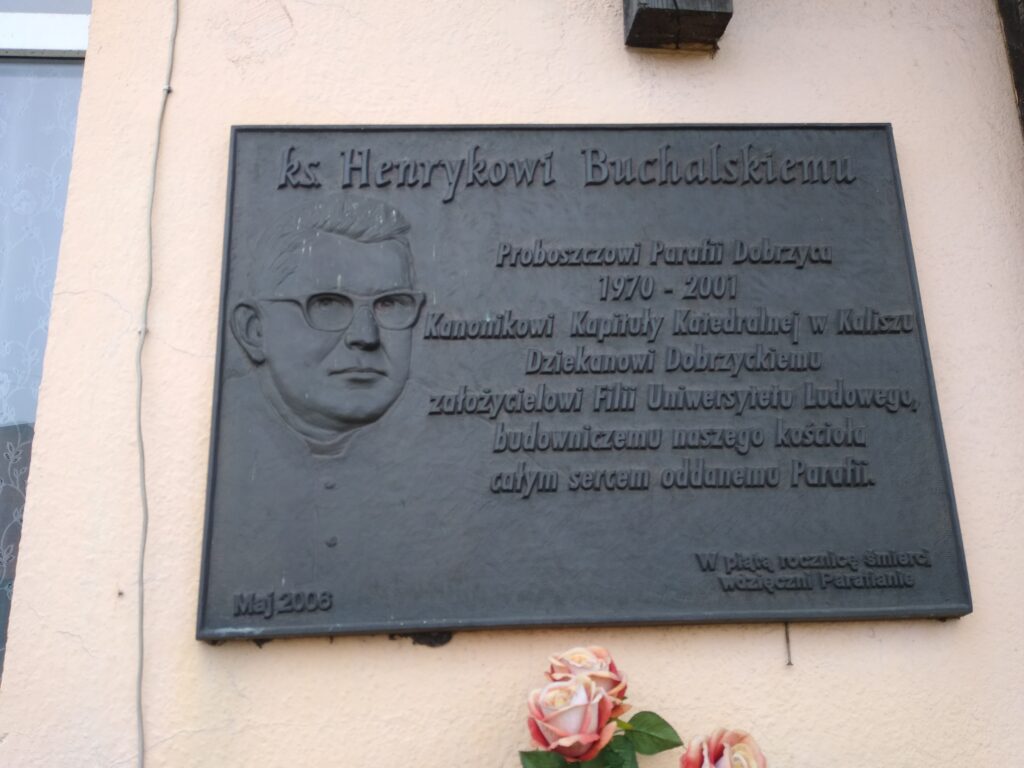 ks. Henrykowi Buchalskiemu
Proboszczowi Parafii Dobrzyca
1970 - 2001
Kanonikowi Kapituły Katedralnej w Kaliszu
Dziekanowi Dobrzyckiemu
założycielowi Filii Uniwersytetu Ludowego,
budowniczemu naszego kościoła
całym sercem oddanemu Parafii.
W piątą rocznicę śmierci
wdzięczni Parafianie
Maj 2006